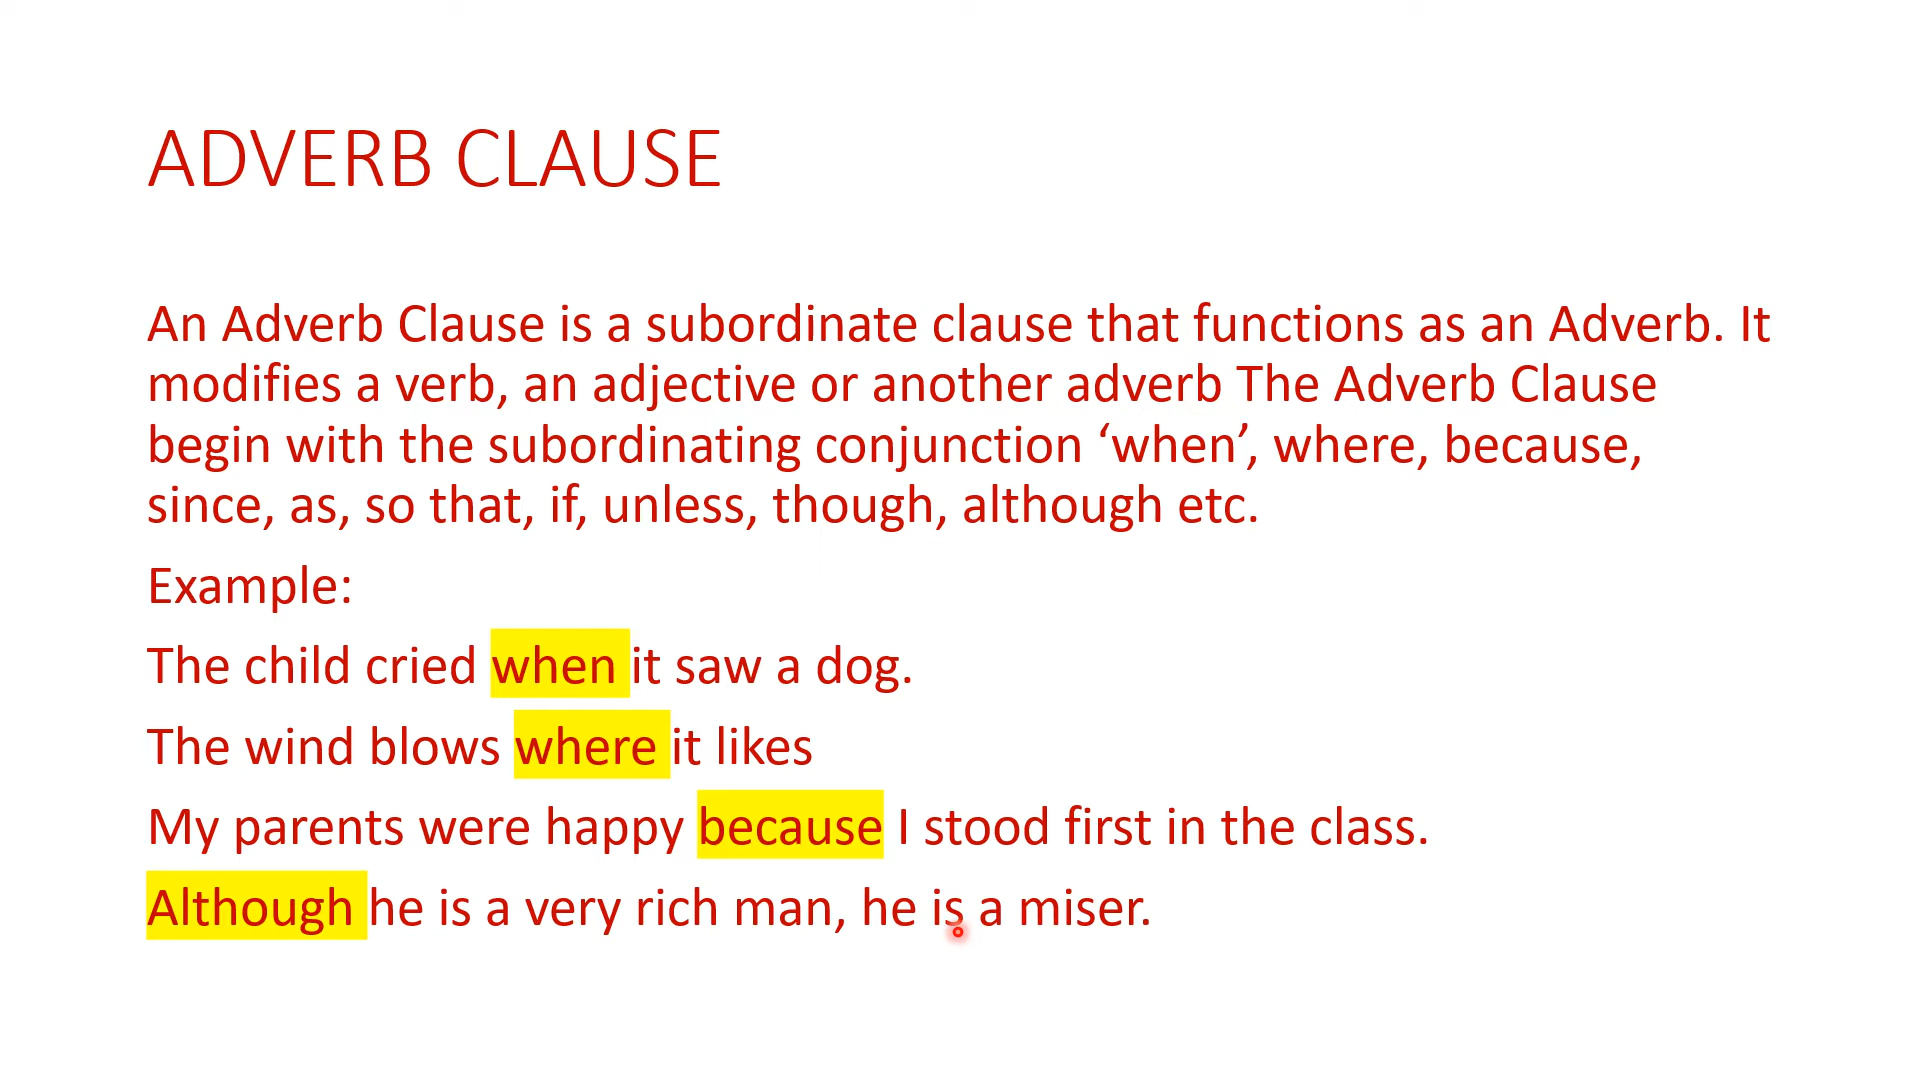 ADVERB CLAUSE
An Adverb Clause is a subordinate clause that functions as an Adverb. It
modifies a verb, an adjective or another adverb The Adverb Clause
begin with the subordinating conjunction ‘when’, where, because,
since, as, so that, if, unless, though, although etc.
Example:
The child cried when it saw a dog.
The wind blows where it likes
My parents were happy because I stood first in the class.
Although he is a very rich man, he is a miser.